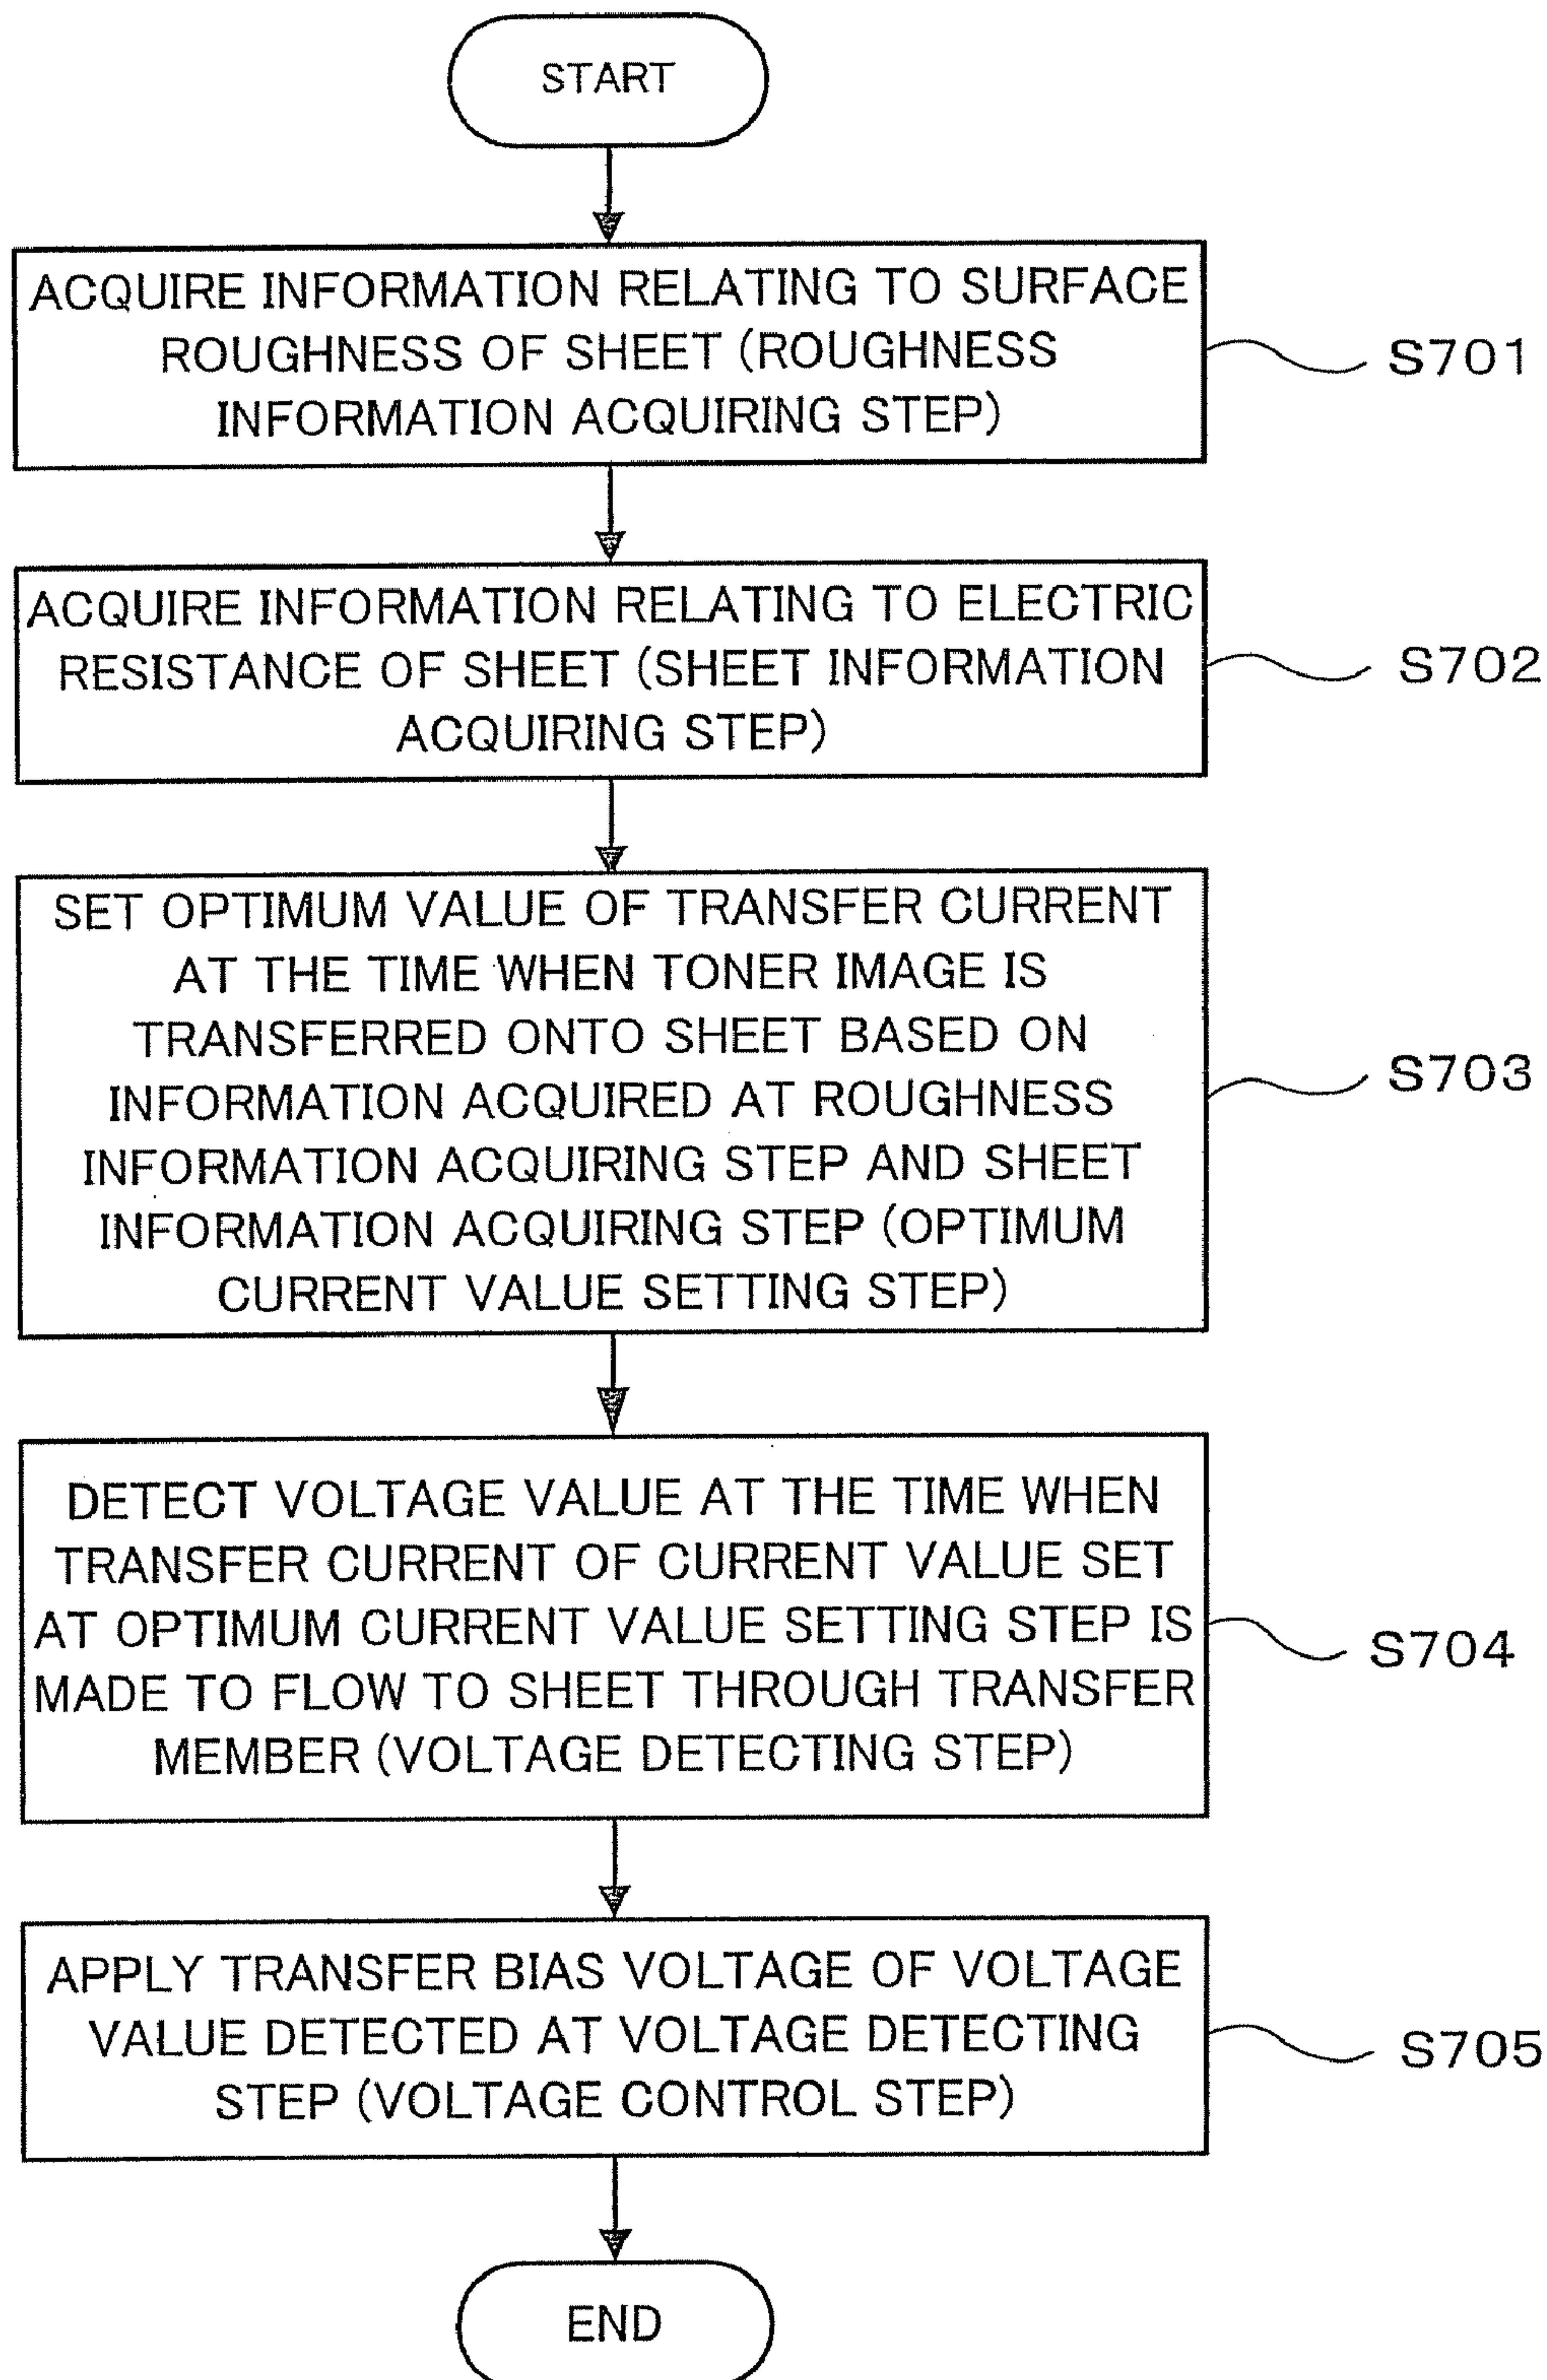 START
ACQUIRE INFORMATION RELATING TO SURFACE
ROUGHNESS OF SHEET (ROUGHNESS
INFORMATION ACQUIRING STEP)
S701
ACQUIRE INFORMATION RELATING TO ELECTRIC
RESISTANCE OF SHEET (SHEET INFORMATION
ACQUIRING STEP)
S702
SET OPTIMUM VALUE OF TRANSFER CURRENT
AT THE TIME WHEN TONER IMAGE IS
TRANSFERRED ONTO SHEET BASED ON
INFORMATION ACQUIRED AT ROUGHNESS
INFORMATION ACQUIRING STEP AND SHEET
INFORMATION ACQUIRING STEP (OPTIMUM
CURRENT VALUE SETTING STEP)
S703
DETECT VOLTAGE VALUE AT THE TIME WHEN
TRANSFER CURRENT OF CURRENT VALUE SET
AT OPTIMUM CURRENT VALUE SETTING STEP IS
MADE TO FLOW TO SHEET THROUGH TRANSFER
MEMBER (VOLTAGE DETECTING STEP)
S704
APPLY TRANSFER BIAS VOLTAGE OF VOLTAGE
VALUE DETECTED AT VOLTAGE DETECTING
STEP (VOLTAGE CONTROL STEP)
S705
END